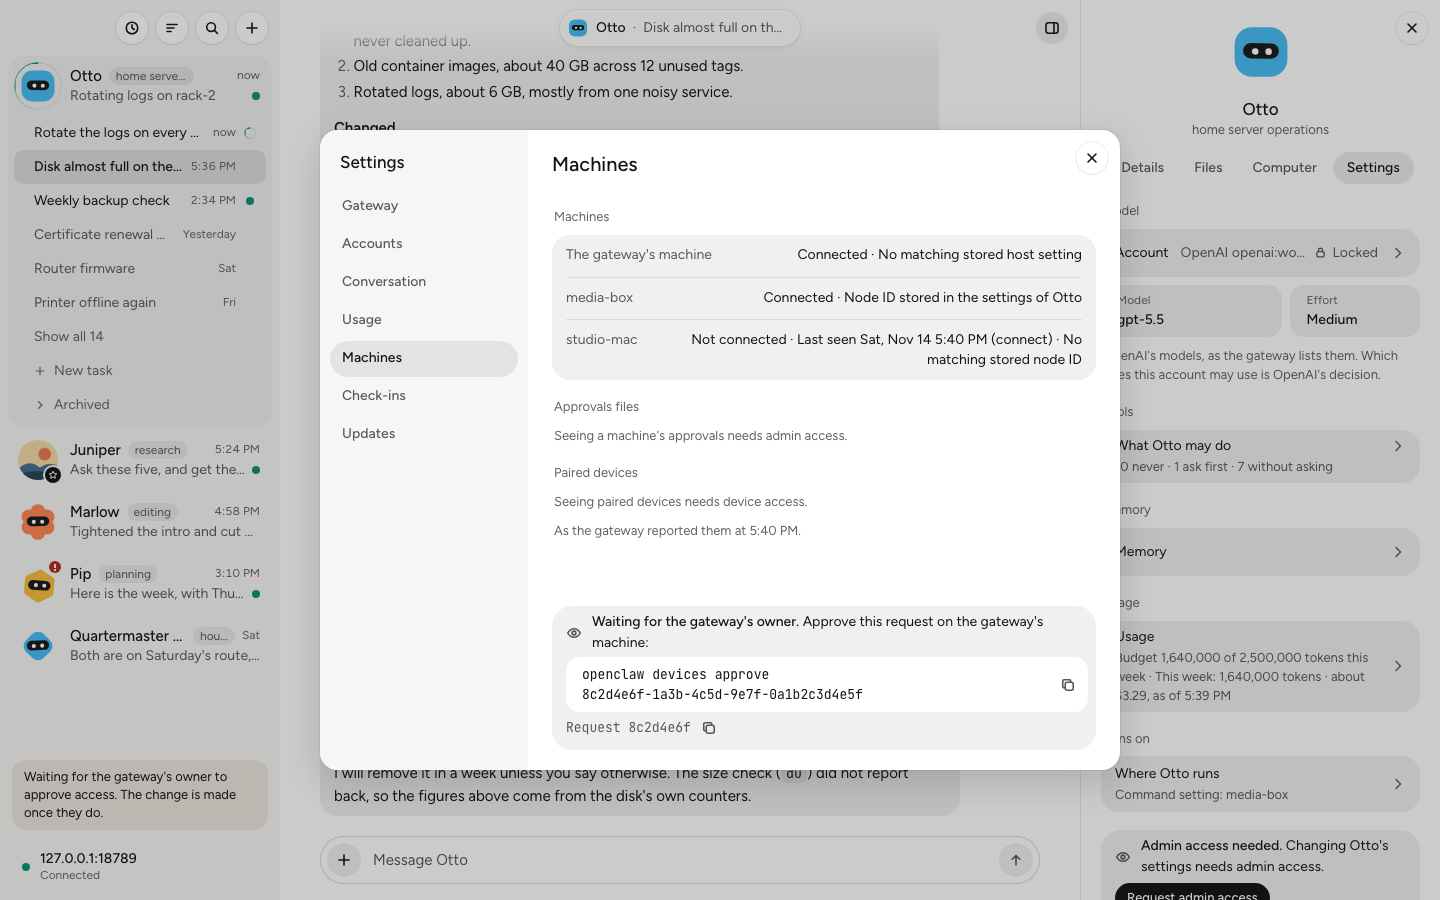 Otto
home serve...
now
Rotating logs on rack-2
Rotate the logs on every ...
now
Disk almost full on the...
5:36 PM
Weekly backup check
2:34 PM
Certificate renewal ...
Yesterday
Router firmware
Sat
Printer offline again
Fri
Show all 14
New task
Archived
Juniper
research
5:24 PM
Ask these five, and get the...
Marlow
editing
4:58 PM
Tightened the intro and cut ...
Pip
planning
3:10 PM
Here is the week, with Thu...
Quartermaster ...
hou...
Sat
Both are on Saturday's route,...
Waiting for the gateway's owner to
approve access. The change is made
once they do.
127.0.0.1:18789
Connected
Otto · Disk almost full on th...
never cleaned up.
2. Old container images, about 40 GB across 12 unused tags.
3. Rotated logs, about 6 GB, mostly from one noisy service.
Changed
Settings
Gateway
Accounts
Conversation
Usage
Machines
Check-ins
Updates
Machines
Machines
The gateway's machine
Connected · No matching stored host setting
media-box
Connected · Node ID stored in the settings of Otto
studio-mac
Not connected · Last seen Sat, Nov 14 5:40 PM (connect) · No
matching stored node ID
Approvals files
Seeing a machine's approvals needs admin access.
Paired devices
Seeing paired devices needs device access.
As the gateway reported them at 5:40 PM.
Waiting for the gateway's owner. Approve this request on the gateway's
machine:
openclaw devices approve
8c2d4e6f-1a3b-4c5d-9e7f-0a1b2c3d4e5f
Request 8c2d4e6f
I will remove it in a week unless you say otherwise. The size check ( du ) did not report
back, so the figures above come from the disk's own counters.
Message Otto
Otto
home server operations
Details
Files
Computer
Settings
Account
OpenAI openai:wo...
Locked
Model
gpt-5.5
Effort
Medium
OpenAI's models, as the gateway lists them. Which
this account may use is OpenAI's decision.
What Otto may do
never · 1 ask first · 7 without asking
Memory
Usage
Budget 1,640,000 of 2,500,000 tokens this
week · This week: 1,640,000 tokens · about
$3.29, as of 5:39 PM
on
Where Otto runs
Command setting: media-box
Admin access needed. Changing Otto's
settings needs admin access.
Request admin access